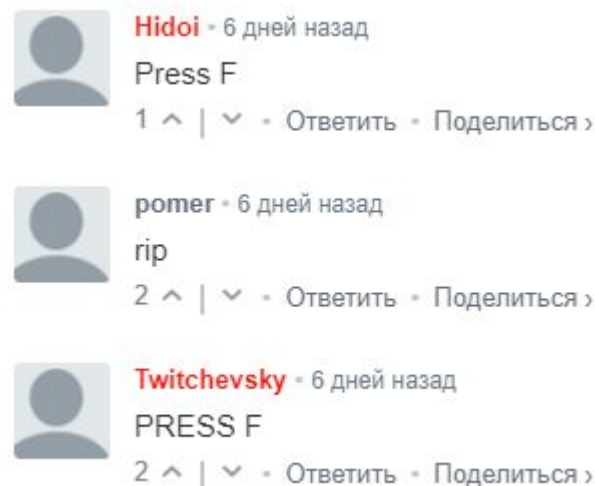 Hidoi • 6 дней назад
Press F
1 | • Ответить • Поделиться ›
pomer • 6 дней назад
rip
2 | • Ответить • Поделиться ›
Twitchevsky • 6 дней назад
PRESS F
2 | • Ответить • Поделиться ›